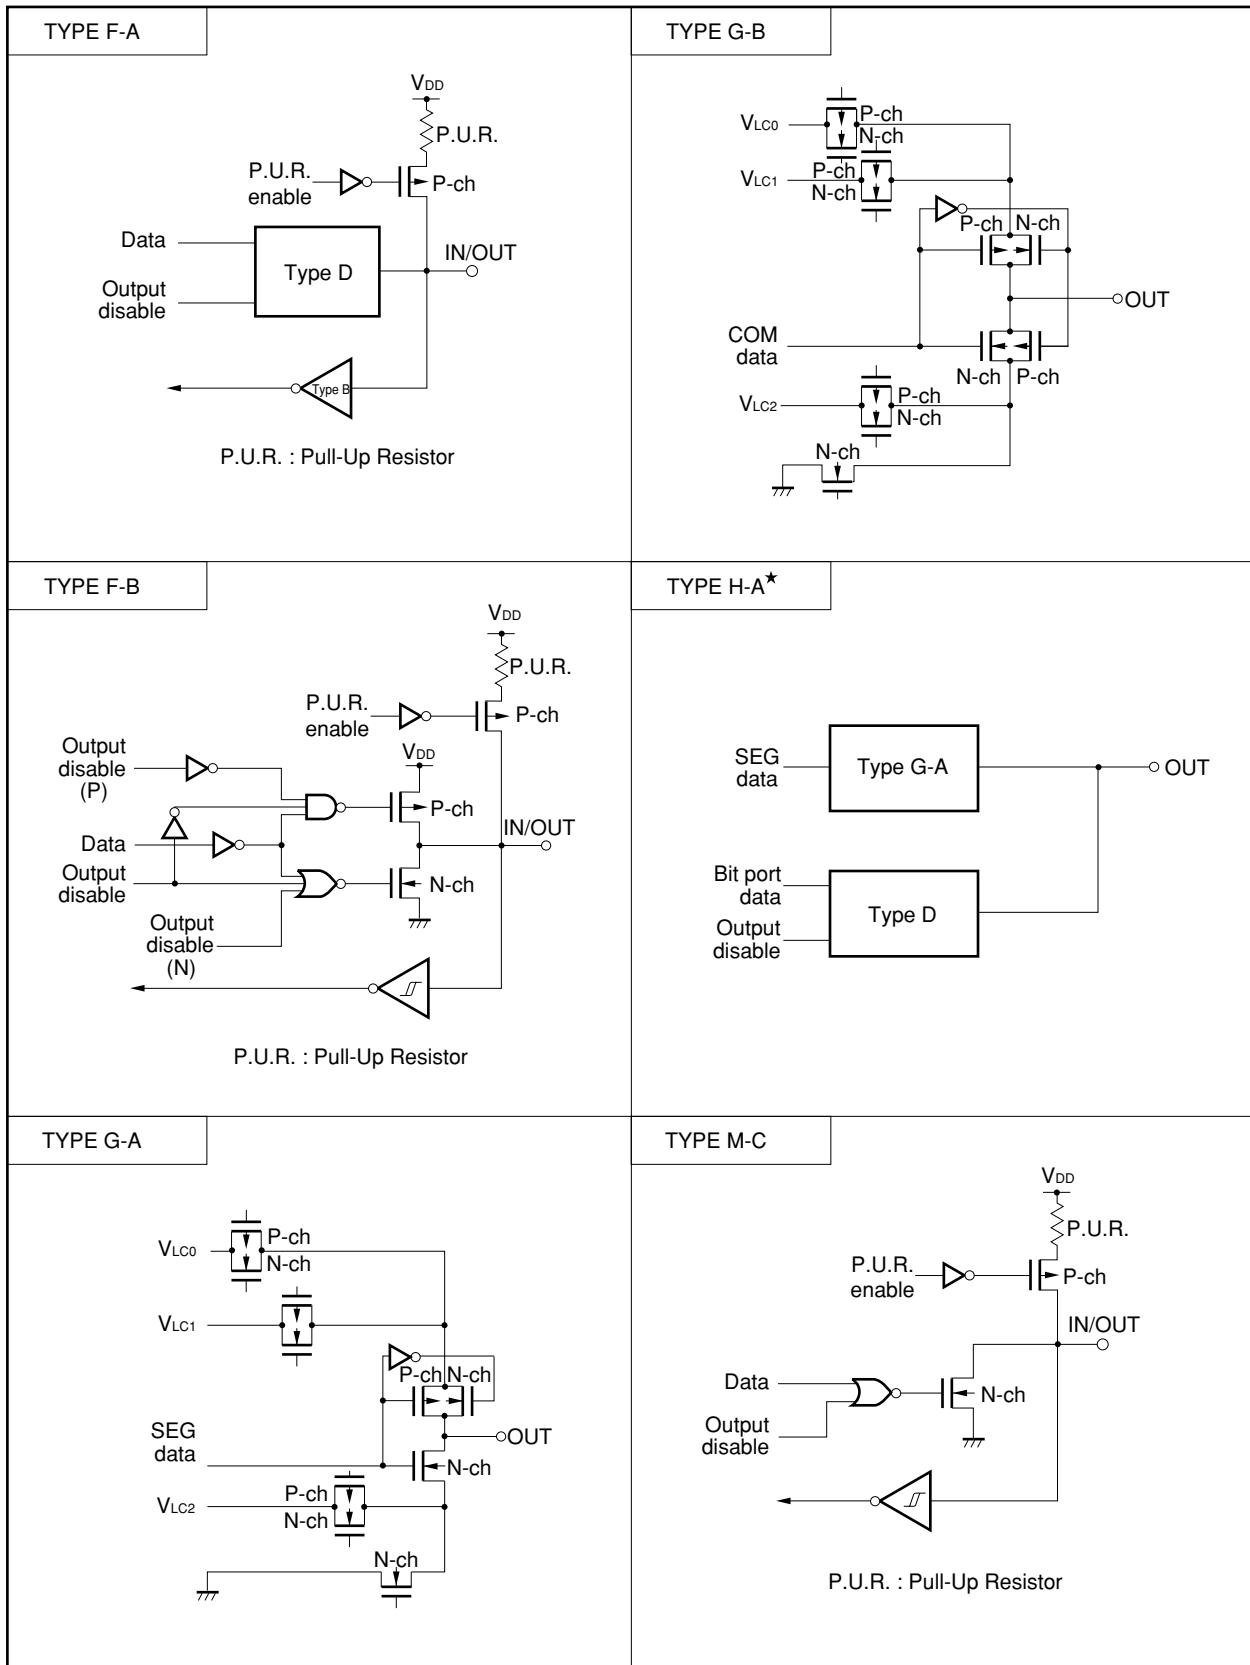 TYPE F-A
VDD
P.U.R.
P.U.R.
enable
P-ch
Data
Type D
IN/OUT
Output
disable
Type B
P.U.R. : Pull-Up Resistor
TYPE G-B
VLC0
P-ch
N-ch
VLC1
P-ch
N-ch
P-ch
N-ch
OUT
COM
data
N-ch
P-ch
VLC2
P-ch
N-ch
N-ch
TYPE F-B
VDD
P.U.R.
P.U.R.
enable
P-ch
Output
disable
(P)
VDD
P-ch
Data
IN/OUT
Output
disable
N-ch
Output
disable
(N)
P.U.R. : Pull-Up Resistor
TYPE H-A★
SEG
data
Type G-A
OUT
Bit port
data
Type D
Output
disable
TYPE G-A
VLC0
P-ch
N-ch
VLC1
P-ch
N-ch
SEG
data
OUT
N-ch
VLC2
P-ch
N-ch
N-ch
TYPE M-C
VDD
P.U.R.
P.U.R.
enable
P-ch
IN/OUT
Data
N-ch
Output
disable
P.U.R. : Pull-Up Resistor